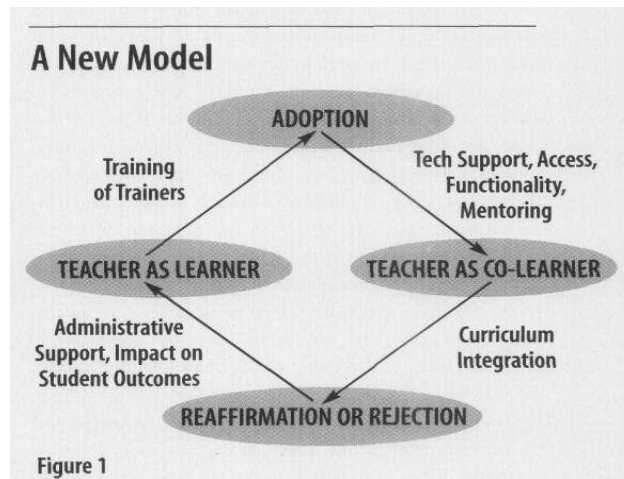 A New Model
ADOPTION
Training
of Trainers
Tech Support, Access,
Functionality,
Mentoring
TEACHER AS LEARNER
TEACHER AS CO-LEARNER
Administrative
Support, Impact on
Student Outcomes
Curriculum
Integration
REAFFIRMATION OR REJECTION
Figure 1